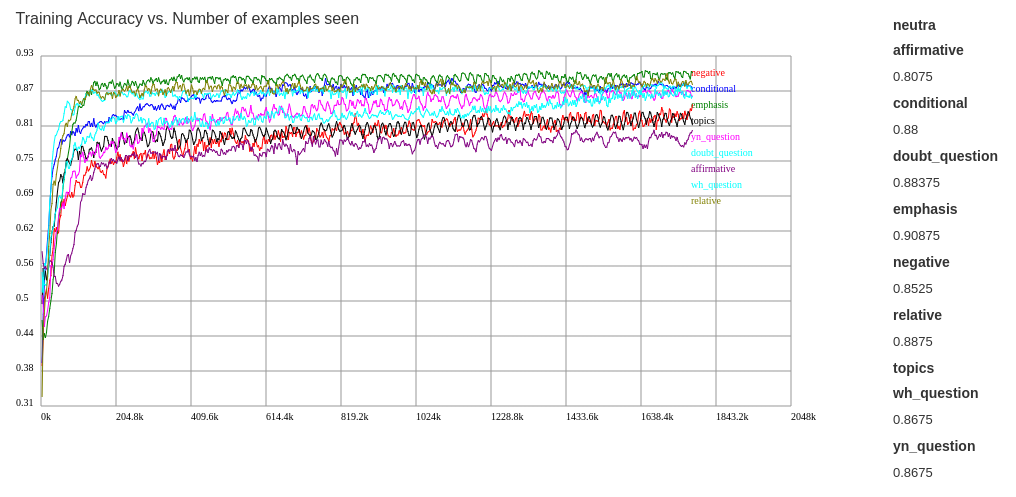 Training Accuracy vs. Number of examples seen
0.93
0.87
0.81
0.75
0.69
0.62
0.56
0.5
0.44
0.38
0.31
0k
204.8k
409.6k
614.4k
819.2k
1024k
1228.8k
1433.6k
1638.4k
1843.2k
2048k
negative
conditional
emphasis
topics
yn_question
doubt_question
affirmative
wh_question
relative
neutra
affirmative
0.8075
conditional
0.88
doubt_question
0.88375
emphasis
0.90875
negative
0.8525
relative
0.8875
topics
wh_question
0.8675
yn_question
0.8675